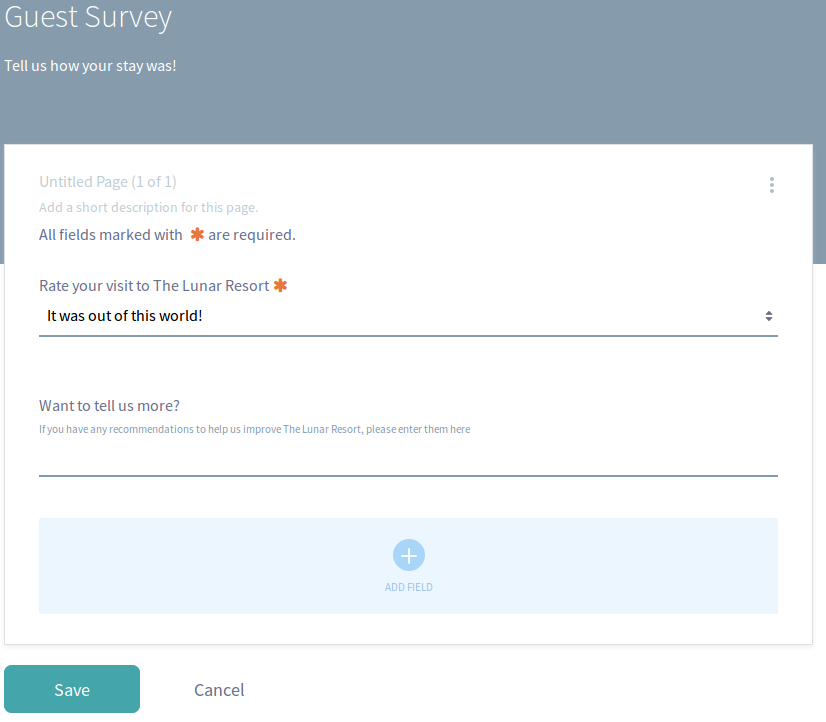 Guest Survey
Tell us how your stay was!
Untitled Page (1 of 1)
Add a short description for this page.
All fields marked with ✱ are required.
Rate your visit to The Lunar Resort ✱
It was out of this world!
Want to tell us more?
If you have any recommendations to help us improve The Lunar Resort, please enter them here
ADD FIELD
Save Cancel